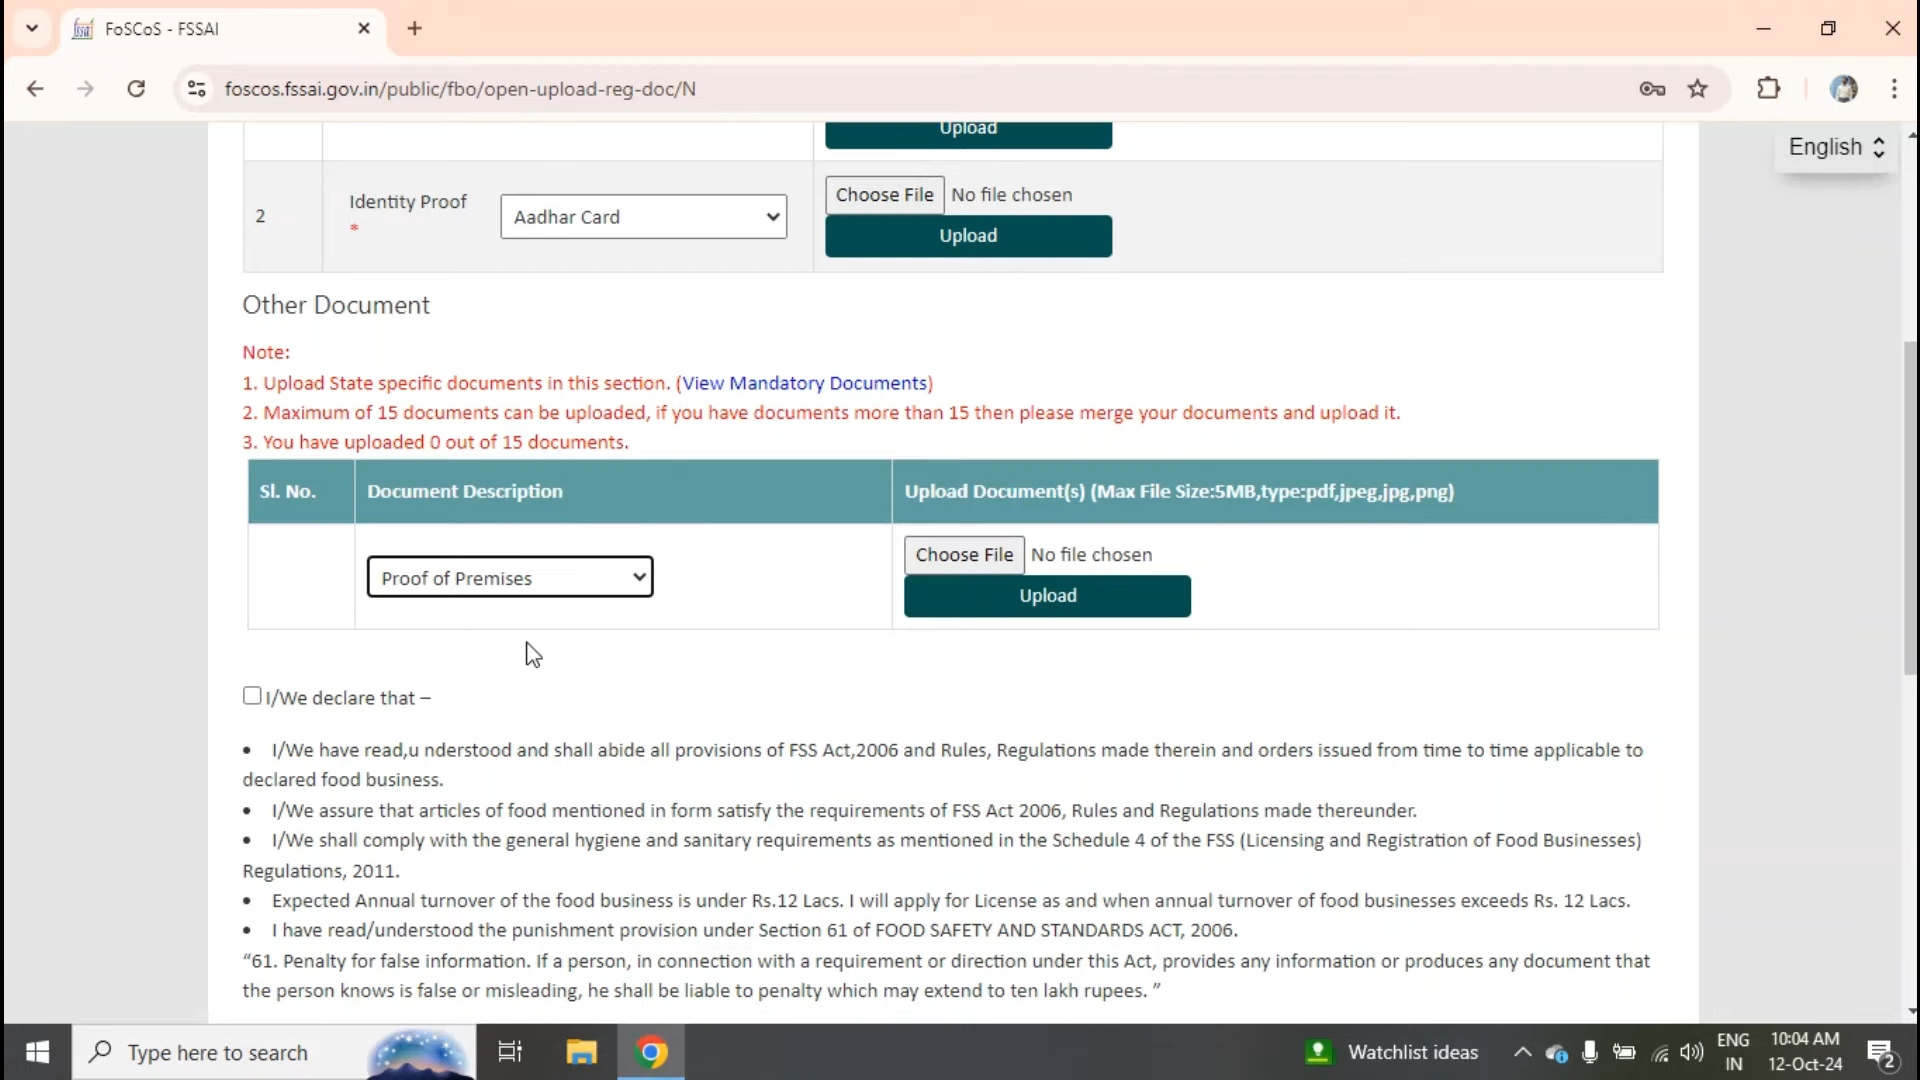 FoSCoS - FSSAI
foscos.fssai.gov.in/public/fbo/open-upload-reg-doc/N
English
Upload
2
Identity Proof
*
Aadhar Card
Choose File No file chosen
Upload
Other Document
Note:
1. Upload State specific documents in this section. (View Mandatory Documents)
2. Maximum of 15 documents can be uploaded, if you have documents more than 15 then please merge your documents and upload it.
3. You have uploaded 0 out of 15 documents.
Sl. No. Document Description Upload Document(s) (Max File Size:5MB,type:pdf,jpeg,jpg,png)
Proof of Premises
Choose File No file chosen
Upload
I/We declare that –
• I/We have read,u nderstood and shall abide all provisions of FSS Act,2006 and Rules, Regulations made therein and orders issued from time to time applicable to
declared food business.
• I/We assure that articles of food mentioned in form satisfy the requirements of FSS Act 2006, Rules and Regulations made thereunder.
• I/We shall comply with the general hygiene and sanitary requirements as mentioned in the Schedule 4 of the FSS (Licensing and Registration of Food Businesses)
Regulations, 2011.
• Expected Annual turnover of the food business is under Rs.12 Lacs. I will apply for License as and when annual turnover of food businesses exceeds Rs. 12 Lacs.
• I have read/understood the punishment provision under Section 61 of FOOD SAFETY AND STANDARDS ACT, 2006.
“61. Penalty for false information. If a person, in connection with a requirement or direction under this Act, provides any information or produces any document that
the person knows is false or misleading, he shall be liable to penalty which may extend to ten lakh rupees. ”
Type here to search
Watchlist ideas
ENG
IN
10:04 AM
12-Oct-24
2